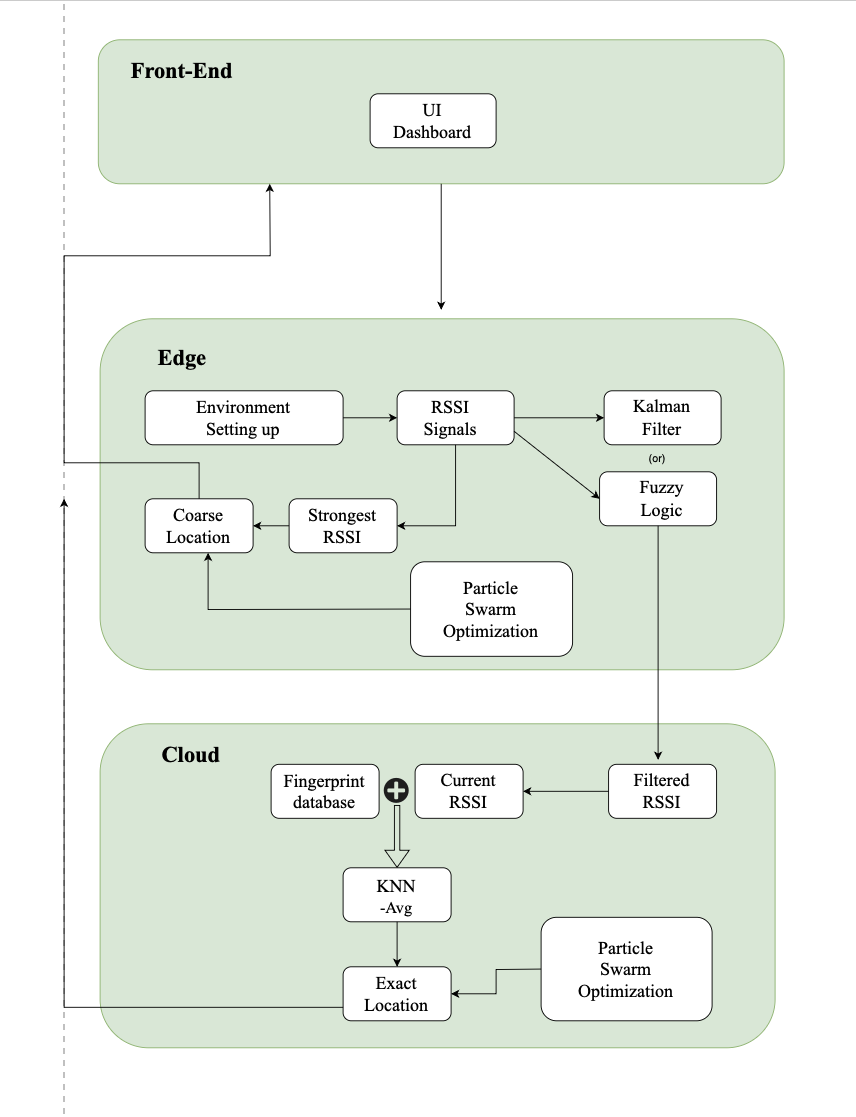 Front-End
UI
Dashboard
Edge
Environment
Setting up
RSSI
Signals
Kalman
Filter
(or)
Fuzzy
Logic
Coarse
Location
Strongest
RSSI
Particle
Swarm
Optimization
Cloud
Fingerprint
database
Current
RSSI
Filtered
RSSI
KNN
-Avg
Particle
Swarm
Optimization
Exact
Location